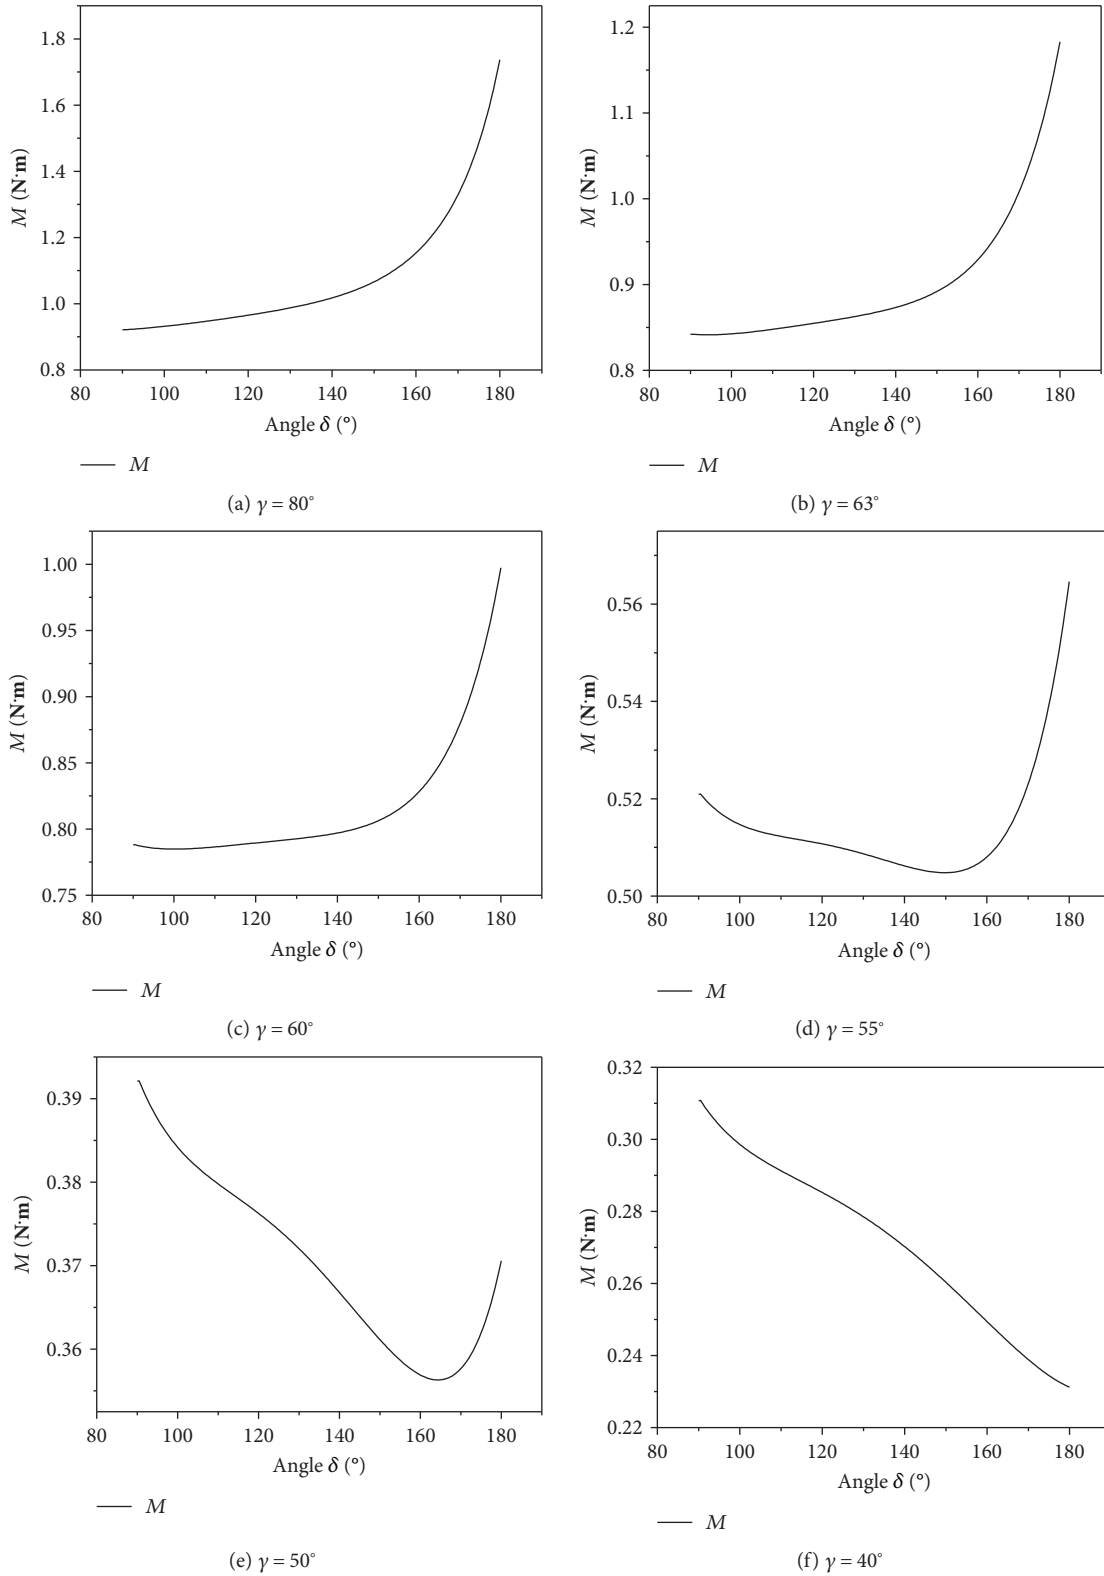 1.8
1.6
1.4
1.2
1.0
0.8
M (N·m)
80 100 120 140 160 180
Angle δ (°)
M
(a) γ = 80°
1.2
1.1
1.0
0.9
0.8
M (N·m)
80 100 120 140 160 180
Angle δ (°)
M
(b) γ = 63°
1.00
0.95
0.90
0.85
0.80
0.75
M (N·m)
80 100 120 140 160 180
Angle δ (°)
M
(c) γ = 60°
0.56
0.54
0.52
0.50
M (N·m)
80 100 120 140 160 180
Angle δ (°)
M
(d) γ = 55°
0.39
0.38
0.37
0.36
M (N·m)
80 100 120 140 160 180
Angle δ (°)
M
(e) γ = 50°
0.32
0.30
0.28
0.26
0.24
0.22
M (N·m)
80 100 120 140 160 180
Angle δ (°)
M
(f) γ = 40°